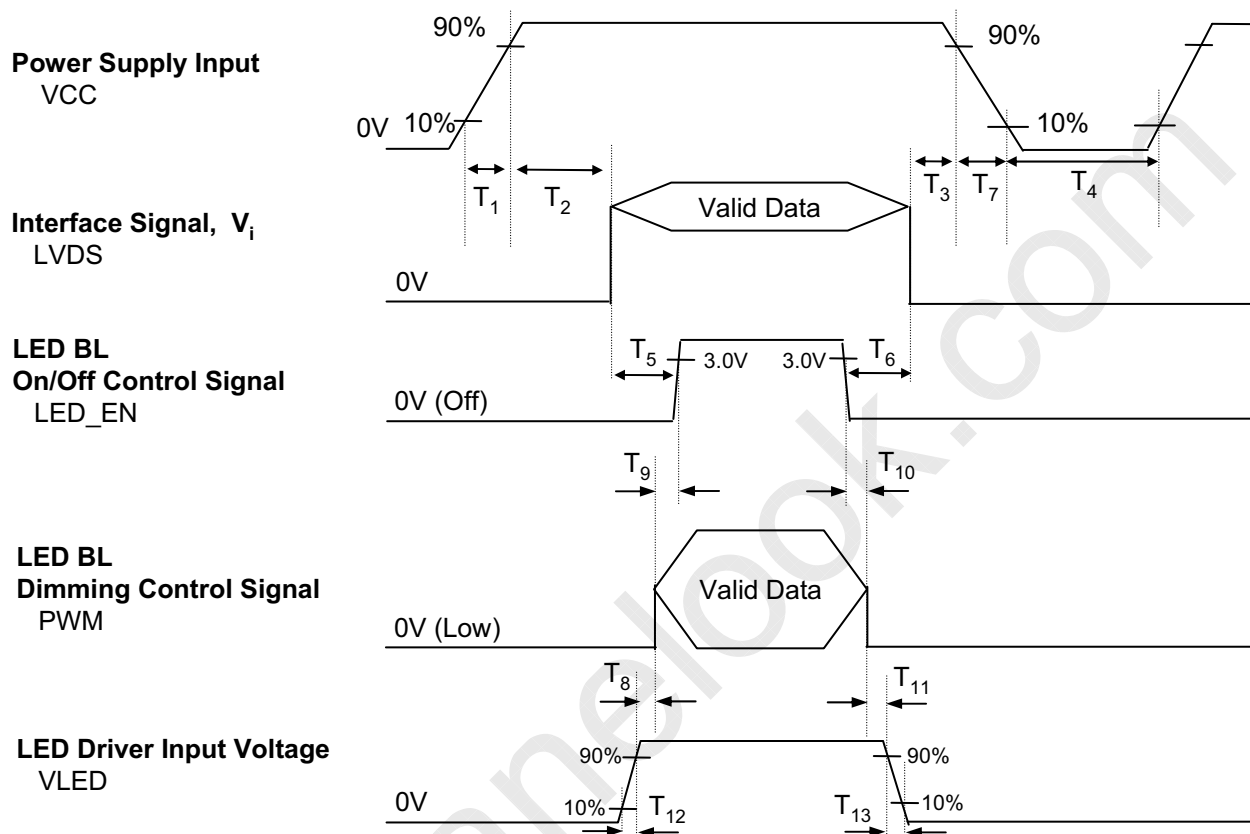 90%
90%
Power Supply Input
VCC
0V
10%
10%
T1
T2
T3
T7
T4
Interface Signal, Vi
LVDS
Valid Data
0V
LED BL
On/Off Control Signal
LED_EN
T5
3.0V
3.0V
T6
0V (Off)
T9
T10
LED BL
Dimming Control Signal
PWM
Valid Data
0V (Low)
T8
T11
LED Driver Input Voltage
VLED
90%
90%
0V
10%
10%
T12
T13
anelook.com